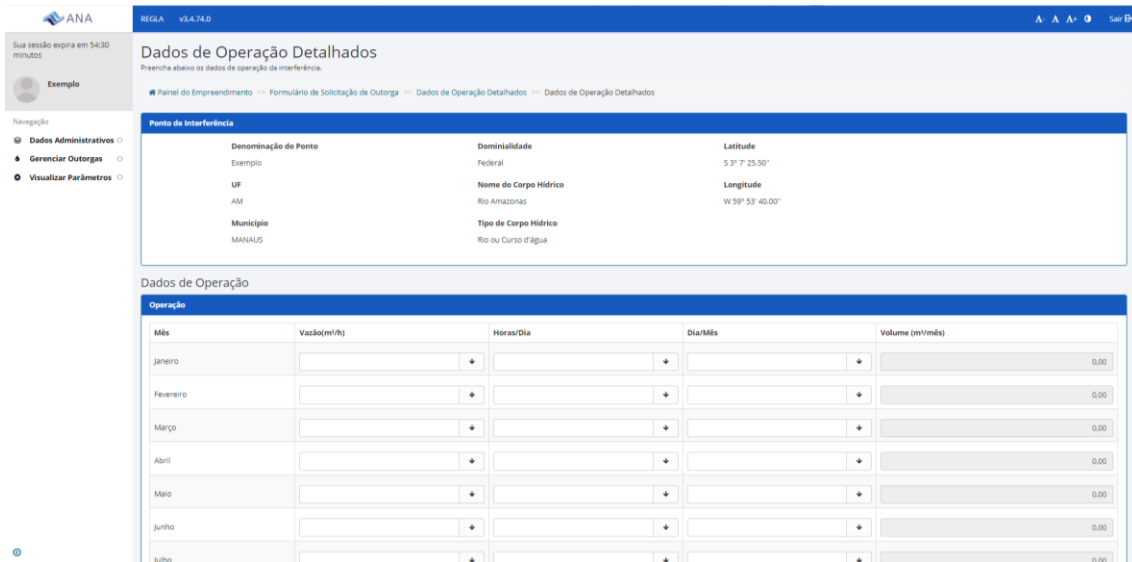 ANA
REGLA v3.4.74.0
A- A A+ Sair
Sua sessão expira em 54:30
minutos
Exemplo
Navegação
Dados Administrativos
Gerenciar Outorgas
Visualizar Parâmetros
Dados de Operação Detalhados
Preencha abaixo os dados de operação da interferência.
Painel do Empreendimento Formulário de Solicitação de Outorga Dados de Operação Detalhados Dados de Operação Detalhados
Ponto de Interferência
Denominação do Ponto Dominialidade Latitude
Exemplo Federal S 3º 7' 25.50"
UF Nome do Corpo Hídrico Longitude
AM Rio Amazonas W 59º 53' 40.00"
Município Tipo de Corpo Hídrico
MANAUS Rio ou Curso d'água
Dados de Operação
Operação
Mês Vazão(m³/h) Horas/Dia Dia/Mês Volume (m³/mês)
Janeiro 0,00
Fevereiro 0,00
Março 0,00
Abril 0,00
Maio 0,00
Junho 0,00
Julho 0,00